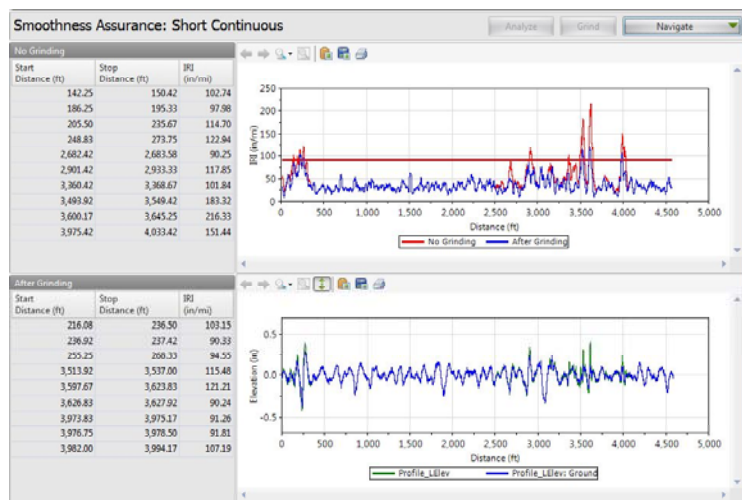 Smoothness Assurance: Short Continuous
Analyze
Grind
Navigate
No Grinding
Start Distance (ft) Stop Distance (ft) IRI (in/mi)
142.25 150.42 102.74
186.25 195.33 97.98
205.50 235.67 114.70
248.83 273.75 122.94
2,682.42 2,683.58 90.25
2,901.42 2,933.33 117.85
3,360.42 3,368.67 101.84
3,493.92 3,549.42 183.32
3,600.17 3,645.25 216.33
3,975.42 4,033.42 151.44
IRI (in/mi)
250
200
150
100
50
0
0 500 1,000 1,500 2,000 2,500 3,000 3,500 4,000 4,500 5,000
Distance (ft)
No Grinding After Grinding
After Grinding
Start Distance (ft) Stop Distance (ft) IRI (in/mi)
216.08 236.50 103.15
236.92 237.42 90.33
255.25 268.33 94.55
3,513.92 3,537.00 115.48
3,597.67 3,623.83 121.21
3,626.83 3,627.92 90.24
3,973.83 3,975.17 91.26
3,976.75 3,978.50 91.81
3,982.00 3,994.17 107.19
Elevation (in)
0.5
0.0
-0.5
0 500 1,000 1,500 2,000 2,500 3,000 3,500 4,000 4,500 5,000
Distance (ft)
Profile_LElev Profile_LElev: Ground